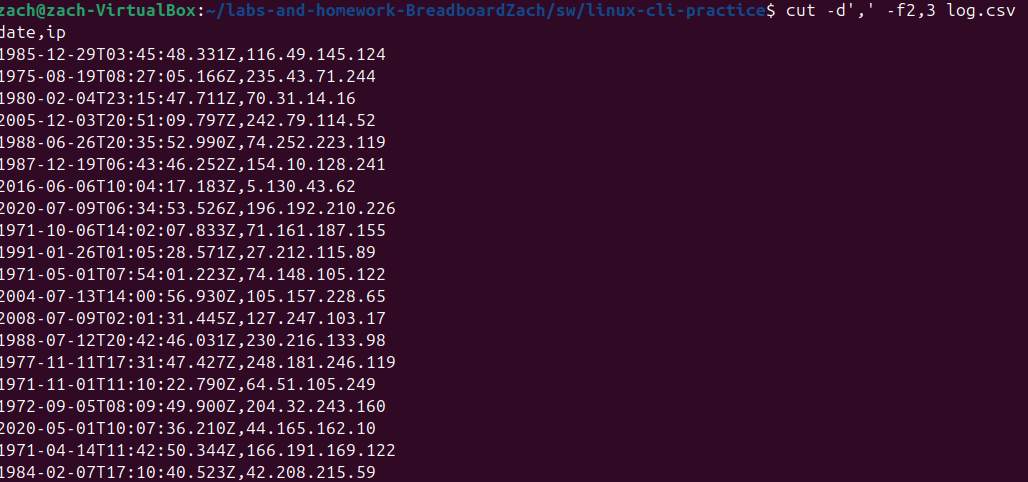 zach@zach-VirtualBox:~/labs-and-homework-BreadboardZach/sw/linux-cli-practice$ cut -d',' -f2,3 log.csv
date,ip
1985-12-29T03:45:48.331Z,116.49.145.124
1975-08-19T08:27:05.166Z,235.43.71.244
1980-02-04T23:15:47.711Z,70.31.14.16
2005-12-03T20:51:09.797Z,242.79.114.52
1988-06-26T20:35:52.990Z,74.252.223.119
1987-12-19T06:43:46.252Z,154.10.128.241
2016-06-06T10:04:17.183Z,5.130.43.62
2020-07-09T06:34:53.526Z,196.192.210.226
1971-10-06T14:02:07.833Z,71.161.187.155
1991-01-26T01:05:28.571Z,27.212.115.89
1971-05-01T07:54:01.223Z,74.148.105.122
2004-07-13T14:00:56.930Z,105.157.228.65
2008-07-09T02:01:31.445Z,127.247.103.17
1988-07-12T20:42:46.031Z,230.216.133.98
1977-11-11T17:31:47.427Z,248.181.246.119
1971-11-01T11:10:22.790Z,64.51.105.249
1972-09-05T08:09:49.900Z,204.32.243.160
2020-05-01T10:07:36.210Z,44.165.162.10
1971-04-14T11:42:50.344Z,166.191.169.122
1984-02-07T17:10:40.523Z,42.208.215.59